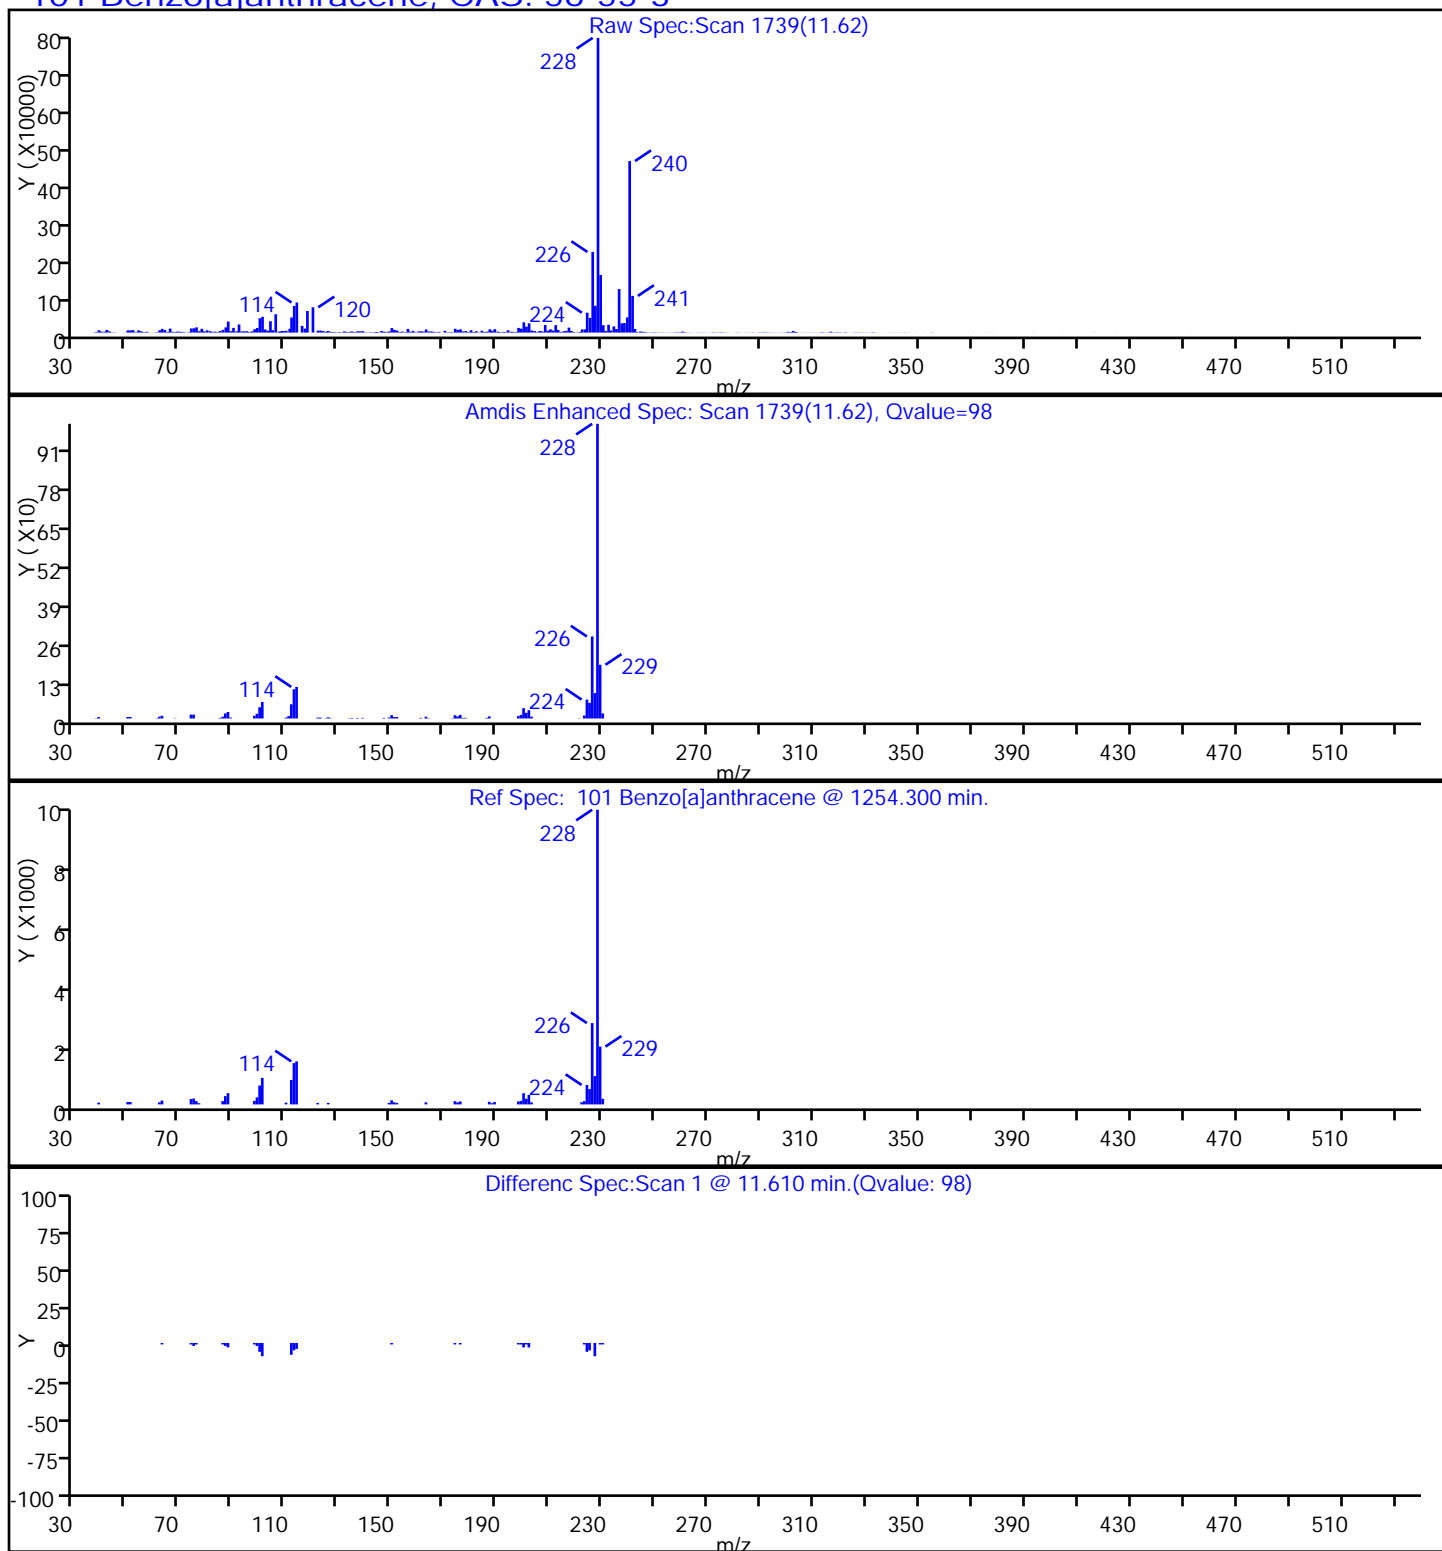 101 Benzo[a]anthracene, CAS: 56-55-3
Raw Spec:Scan 1739(11.62)
Y ( X10000)
80
70
60
50
40
30
20
10
0
228
240
226
241
224
114
120
30 70 110 150 190 230 270 310 350 390 430 470 510
m/z
Amdis Enhanced Spec: Scan 1739(11.62), Qvalue=98
Y ( X10)
91
78
65
52
39
26
13
0
228
226
229
224
114
30 70 110 150 190 230 270 310 350 390 430 470 510
m/z
Ref Spec: 101 Benzo[a]anthracene @ 1254.300 min.
Y ( X1000)
10
8
6
4
2
0
228
226
229
224
114
30 70 110 150 190 230 270 310 350 390 430 470 510
m/z
Differenc Spec:Scan 1 @ 11.610 min.(Qvalue: 98)
Y
100
75
50
25
0
-25
-50
-75
-100
30 70 110 150 190 230 270 310 350 390 430 470 510
m/z